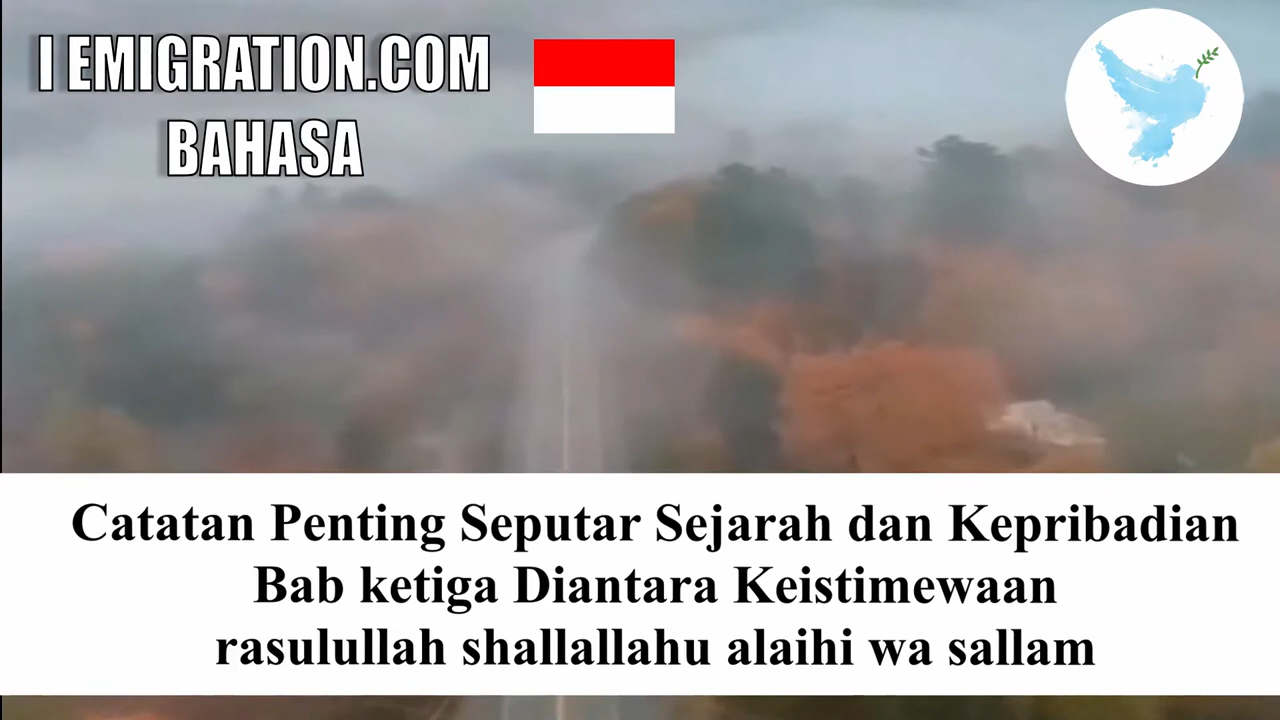 I EMIGRATION.COM
BAHASA
Catatan Penting Seputar Sejarah dan Kepribadian
Bab ketiga Diantara Keistimewaan
rasulullah shallallahu alaihi wa sallam